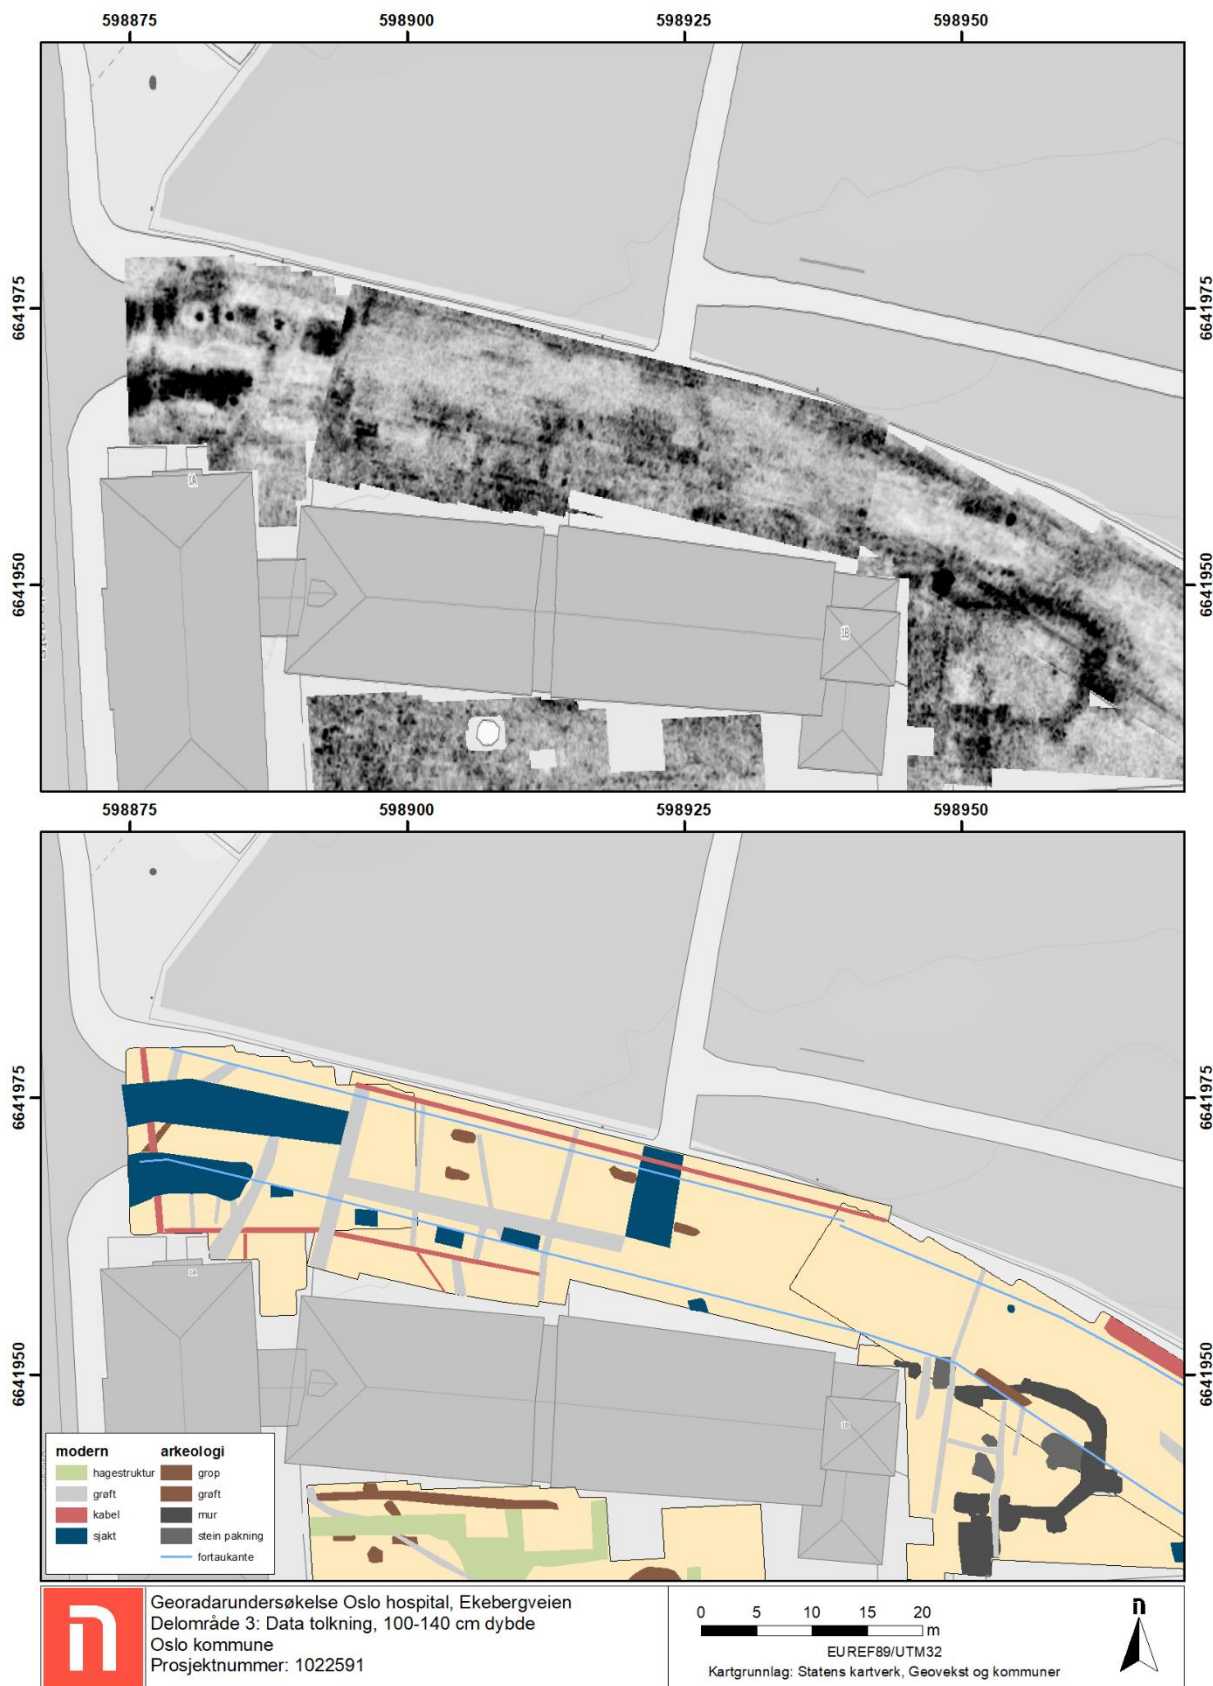 598875 598900 598925 598950
6641975 6641975
1A
6641950 6641950
1B
598875 598900 598925 598950
6641975 6641975
6641950 6641950
1A
1B
modern arkeologi
hagestruktur grop
grøft grøft
kabel mur
sjakt stein pakning
fortaukante
n
Georadarundersøkelse Oslo hospital, Ekebergveien
Delområde 3: Data tolkning, 100-140 cm dybde
Oslo kommune
Prosjektnummer: 1022591
0 5 10 15 20
m
EUREF89/UTM32
Kartgrunnlag: Statens kartverk, Geovekst og kommuner
n